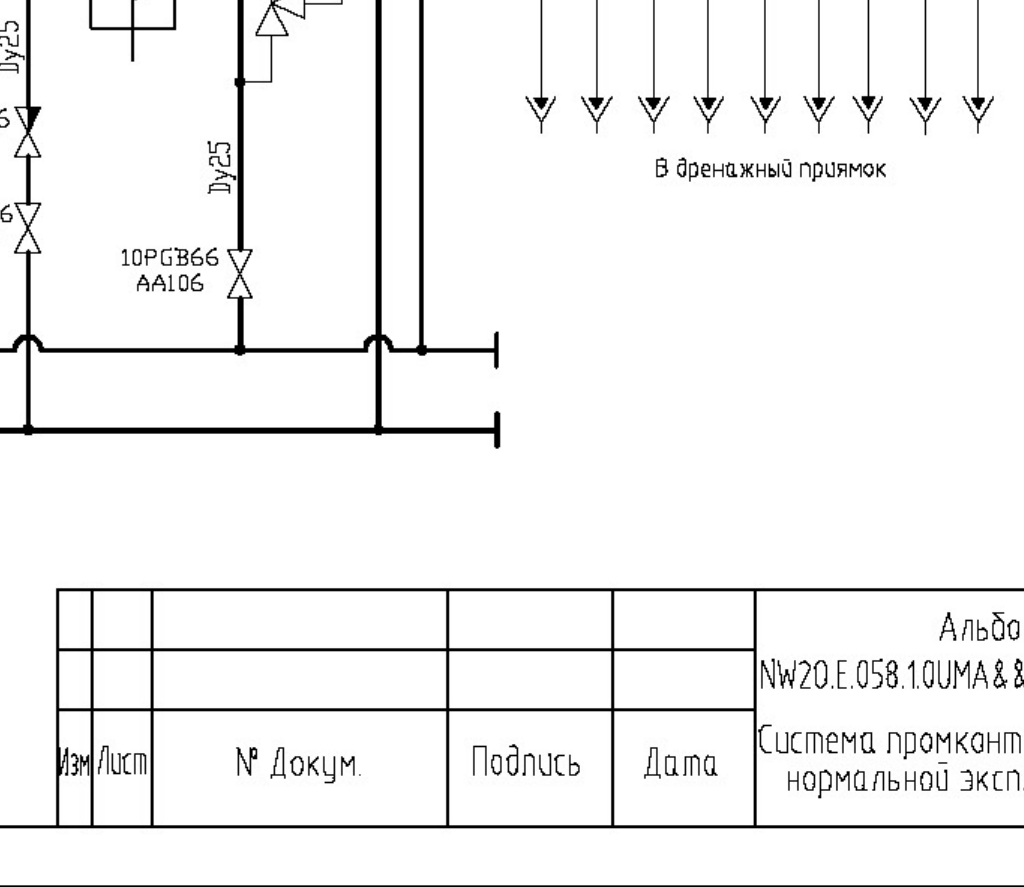 Dy25
6
6
Dy25
10PGB66
AA106
В дренажный приямок
Альбо
NW20.E.058.1.0UMA&&
Система промконт
нормальной эксп.
Изм Лист № Докум. Подпись Дата